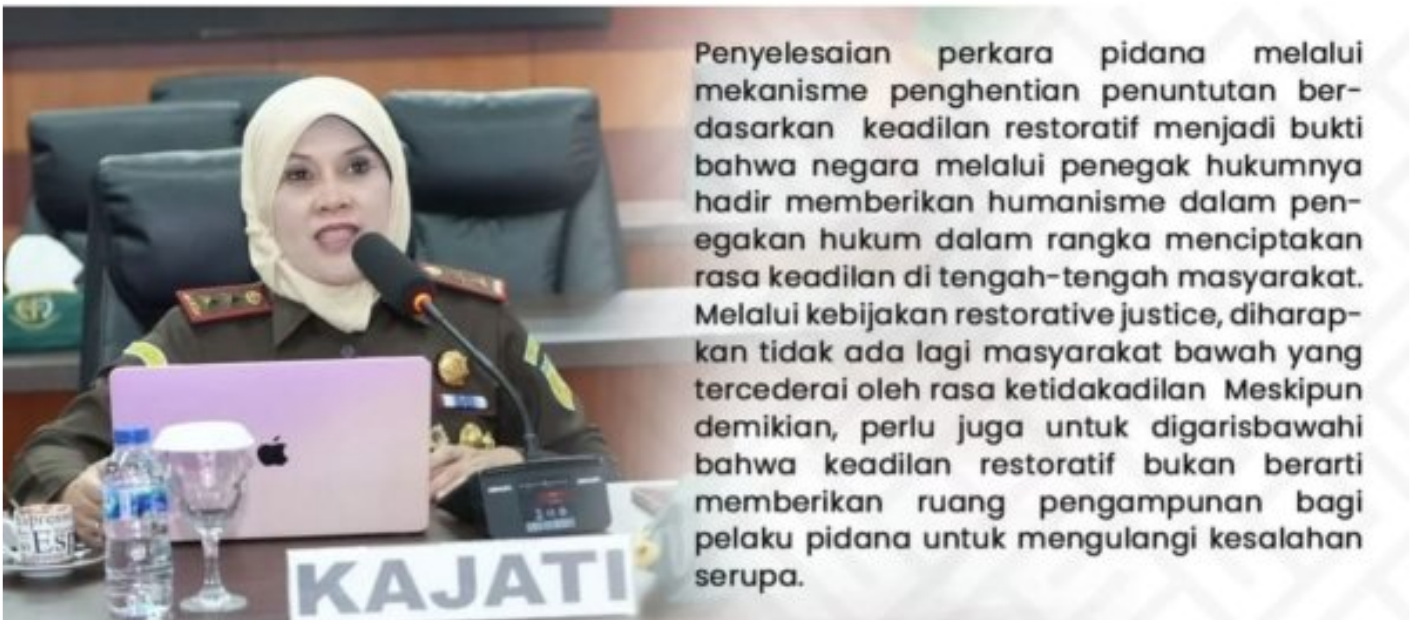 Penyelesaian perkara pidana melalui
mekanisme penghentian penuntutan ber-
dasarkan keadilan restoratif menjadi bukti
bahwa negara melalui penegak hukumnya
hadir memberikan humanisme dalam pen-
egakan hukum dalam rangka menciptakan
rasa keadilan di tengah-tengah masyarakat.
Melalui kebijakan restorative justice, diharap-
kan tidak ada lagi masyarakat bawah yang
tercederai oleh rasa ketidakadilan Meskipun
demikian, perlu juga untuk digarisbawahi
bahwa keadilan restoratif bukan berarti
memberikan ruang pengampunan bagi
pelaku pidana untuk mengulangi kesalahan
serupa.
KAJATI